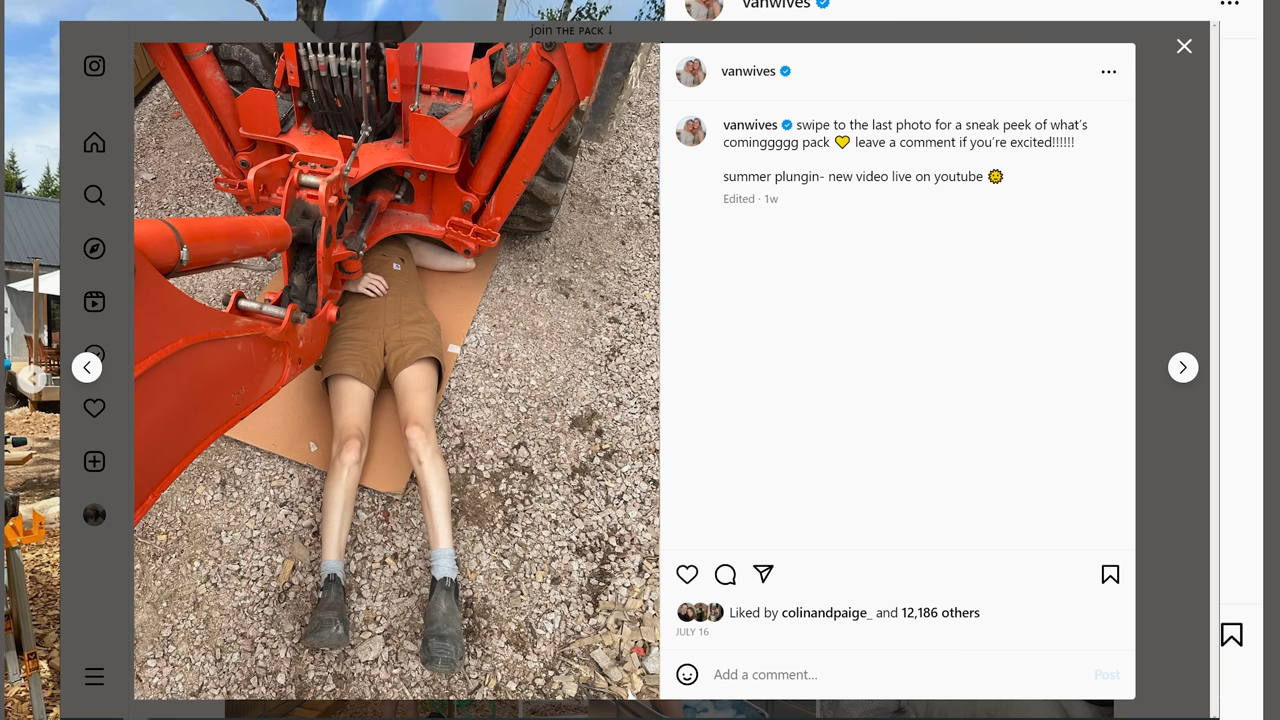 vanwives
join THE PACK ↓
vanwives
vanwives swipe to the last photo for a sneak peek of what's
cominggggg pack 💛 leave a comment if you're excited!!!!!!
summer plungin- new video live on youtube 🌞
Edited · 1w
Liked by colinandpaige_ and 12,186 others
JULY 16
Add a comment...
Post